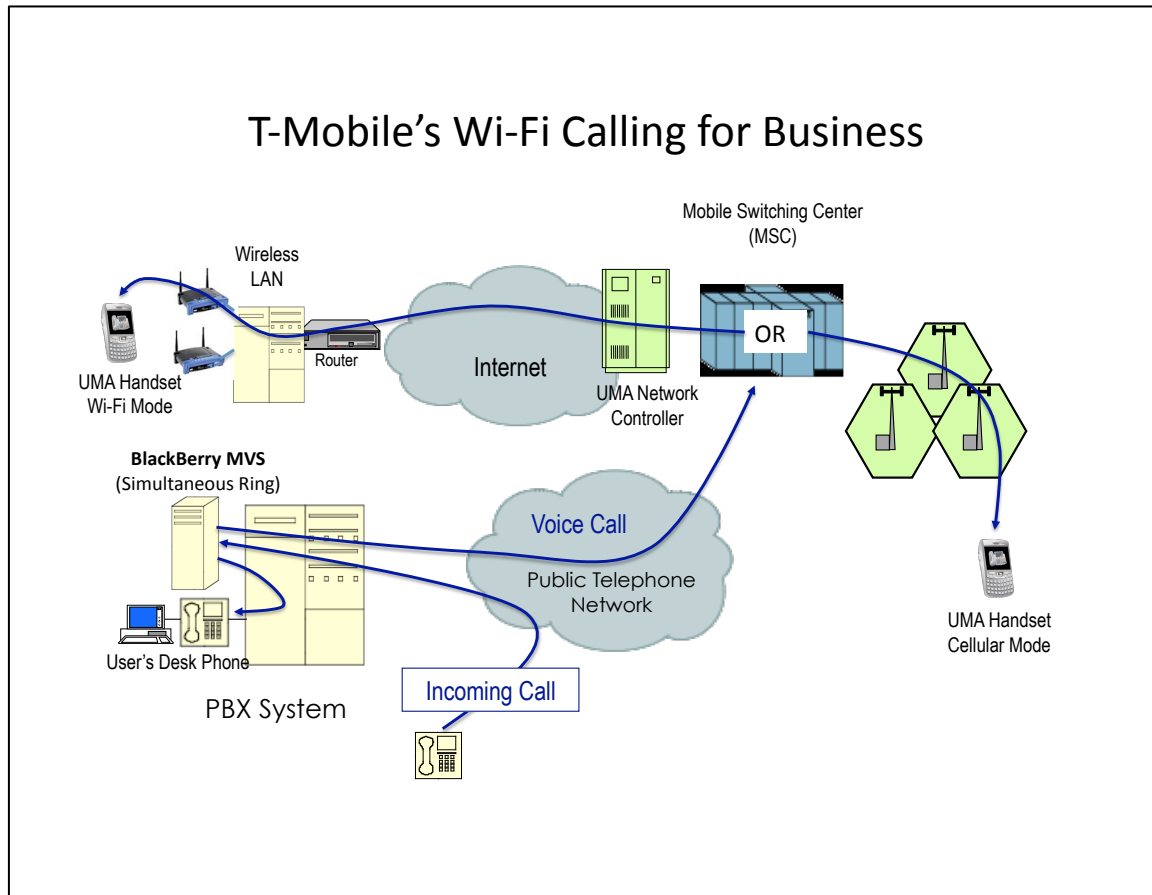 T-Mobile's Wi-Fi Calling for Business
Mobile Switching Center
(MSC)
Wireless
LAN
OR
Router
Internet
UMA Handset
Wi-Fi Mode
UMA Network
Controller
BlackBerry MVS
(Simultaneous Ring)
Voice Call
Public Telephone
Network
UMA Handset
Cellular Mode
User's Desk Phone
Incoming Call
PBX System